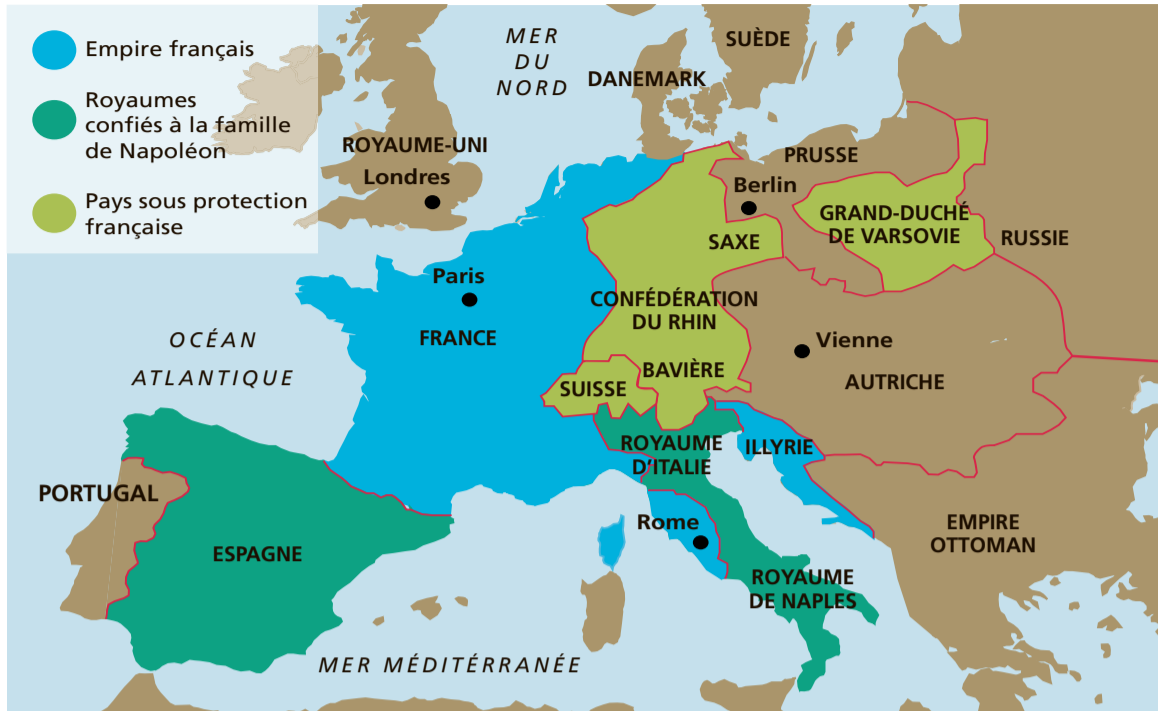 Empire français
Royaumes
confiés à la famille
de Napoléon
Pays sous protection
française
MER
DU
NORD
SUÈDE
DANEMARK
ROYAUME-UNI
Londres
PRUSSE
Berlin
GRAND-DUCHÉ
DE VARSOVIE
RUSSIE
SAXE
Paris
FRANCE
CONFÉDÉRATION
DU RHIN
Vienne
AUTRICHE
OCÉAN
ATLANTIQUE
BAVIÈRE
SUISSE
ROYAUME
D'ITALIE
ILLYRIE
PORTUGAL
ESPAGNE
Rome
EMPIRE
OTTOMAN
ROYAUME
DE NAPLES
MER MÉDITÉRRANÉE